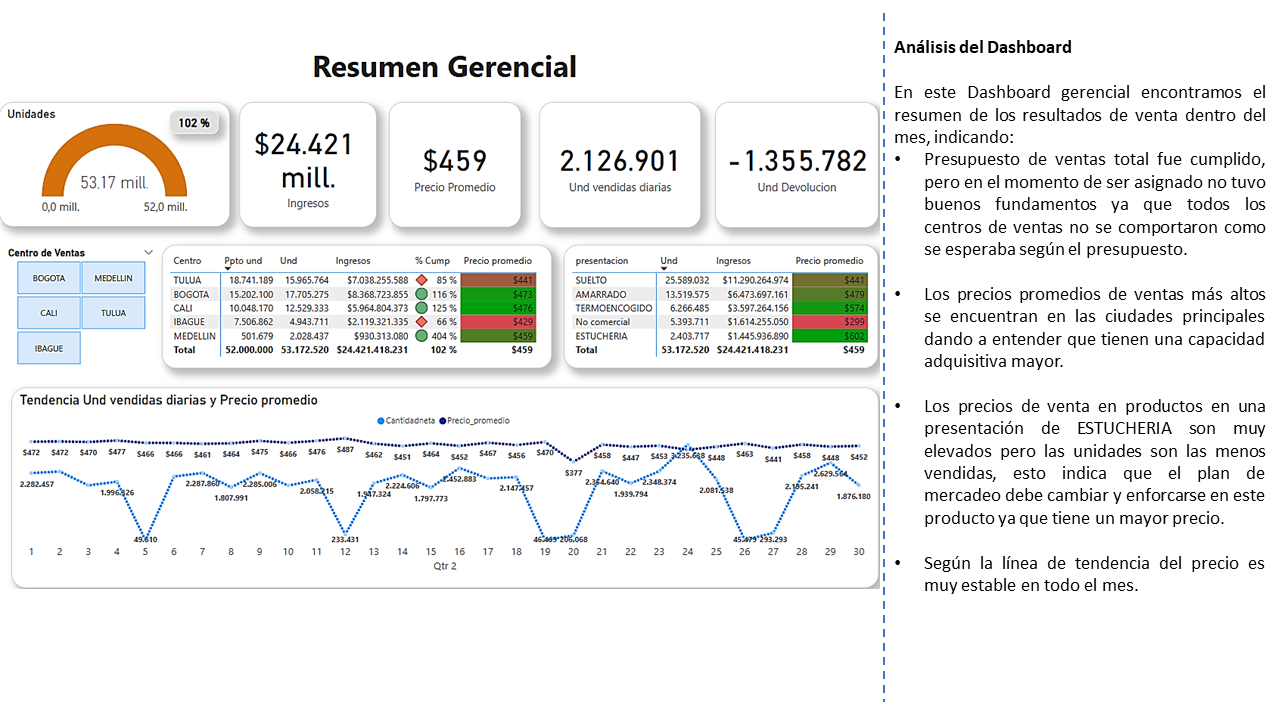 Resumen Gerencial
Unidades
102 %
53.17 mill.
0,0 mill.
52,0 mill.
$24.421
mill.
Ingresos
$459
Precio Promedio
2.126.901
Und vendidas diarias
-1.355.782
Und Devolucion
Centro de Ventas
BOGOTA MEDELLIN
CALI TULUA
IBAGUE
Centro Ppto und Und Ingresos % Cump Precio promedio
TULUA 18.741.189 15.965.764 $7.038.255.588 85 % $441
BOGOTA 15.202.100 17.705.275 $8.368.723.855 116 % $473
CALI 10.048.170 12.529.333 $5.964.804.373 125 % $476
IBAGUE 7.506.862 4.943.711 $2.119.321.335 66 % $429
MEDELLIN 501.679 2.028.437 $930.313.080 404 % $459
Total 52.000.000 53.172.520 $24.421.418.231 102 % $459
presentacion Und Ingresos Precio promedio
SUELTO 25.589.032 $11.290.264.974 $441
AMARRADO 13.519.575 $6.473.697.161 $479
TERMOENCOGIDO 6.266.485 $3.597.264.156 $574
No comercial 5.393.711 $1.614.255.050 $299
ESTUCHERIA 2.403.717 $1.445.936.890 $602
Total 53.172.520 $24.421.418.231 $459
Tendencia Und vendidas diarias y Precio promedio
Cantidadneta Precio_promedio
$472 $472 $470 $477 $466 $466 $461 $464 $475 $466 $476 $487 $462 $451 $464 $452 $468 $456 $470 $377 $458 $447 $453 3.235.638 $448 $463 $441 $458 $448 $452
2.282.457 1.996.326 49.610 2.287.860 1.807.991 2.285.006 2.058.215 233.431 1.947.324 2.224.606 1.797.773 2.452.883 2.147.457 206.068 2.364.640 1.939.794 2.348.374 2.081.538 293.293 2.195.241 2.629.564 1.876.180
1 2 3 4 5 6 7 8 9 10 11 12 13 14 15 16 17 18 19 20 21 22 23 24 25 26 27 28 29 30
Qtr 2
Análisis del Dashboard
En este Dashboard gerencial encontramos el
resumen de los resultados de venta dentro del
mes, indicando:
• Presupuesto de ventas total fue cumplido,
pero en el momento de ser asignado no tuvo
buenos fundamentos ya que todos los
centros de ventas no se comportaron como
se esperaba según el presupuesto.
• Los precios promedios de ventas más altos
se encuentran en las ciudades principales
dando a entender que tienen una capacidad
adquisitiva mayor.
• Los precios de venta en productos en una
presentación de ESTUCHERIA son muy
elevados pero las unidades son las menos
vendidas, esto indica que el plan de
mercadeo debe cambiar y enforcarse en este
producto ya que tiene un mayor precio.
• Según la línea de tendencia del precio es
muy estable en todo el mes.